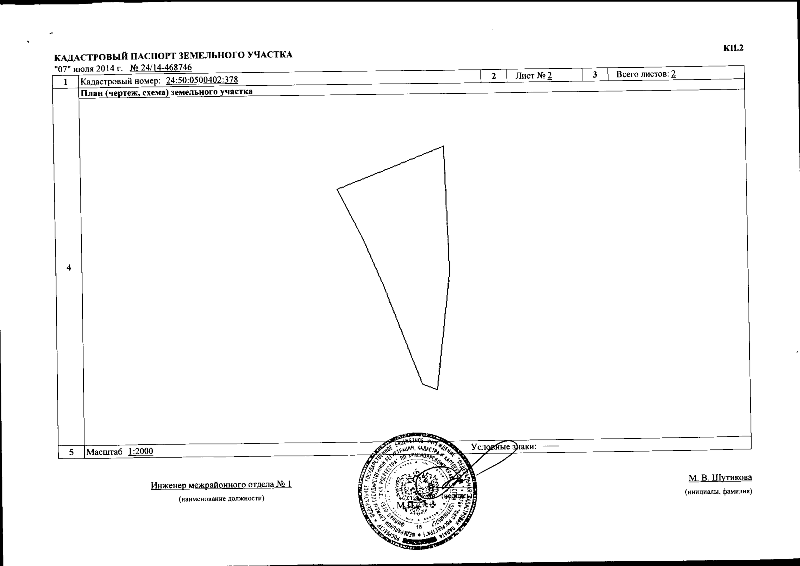 КП.2
КАДАСТРОВЫЙ ПАСПОРТ ЗЕМЕЛЬНОГО УЧАСТКА
"07" июля 2014 г. № 24/14-468746
1 Кадастровый номер: 24:50:0500402:378 2 Лист № 2 3 Всего листов: 2
План (чертеж, схема) земельного участка
4
5 Масштаб 1:2000 Условные знаки:
Инженер межрайонного отдела № 1 М. В. Шутикова
(наименование должности) М.П. (подпись) (инициалы, фамилия)